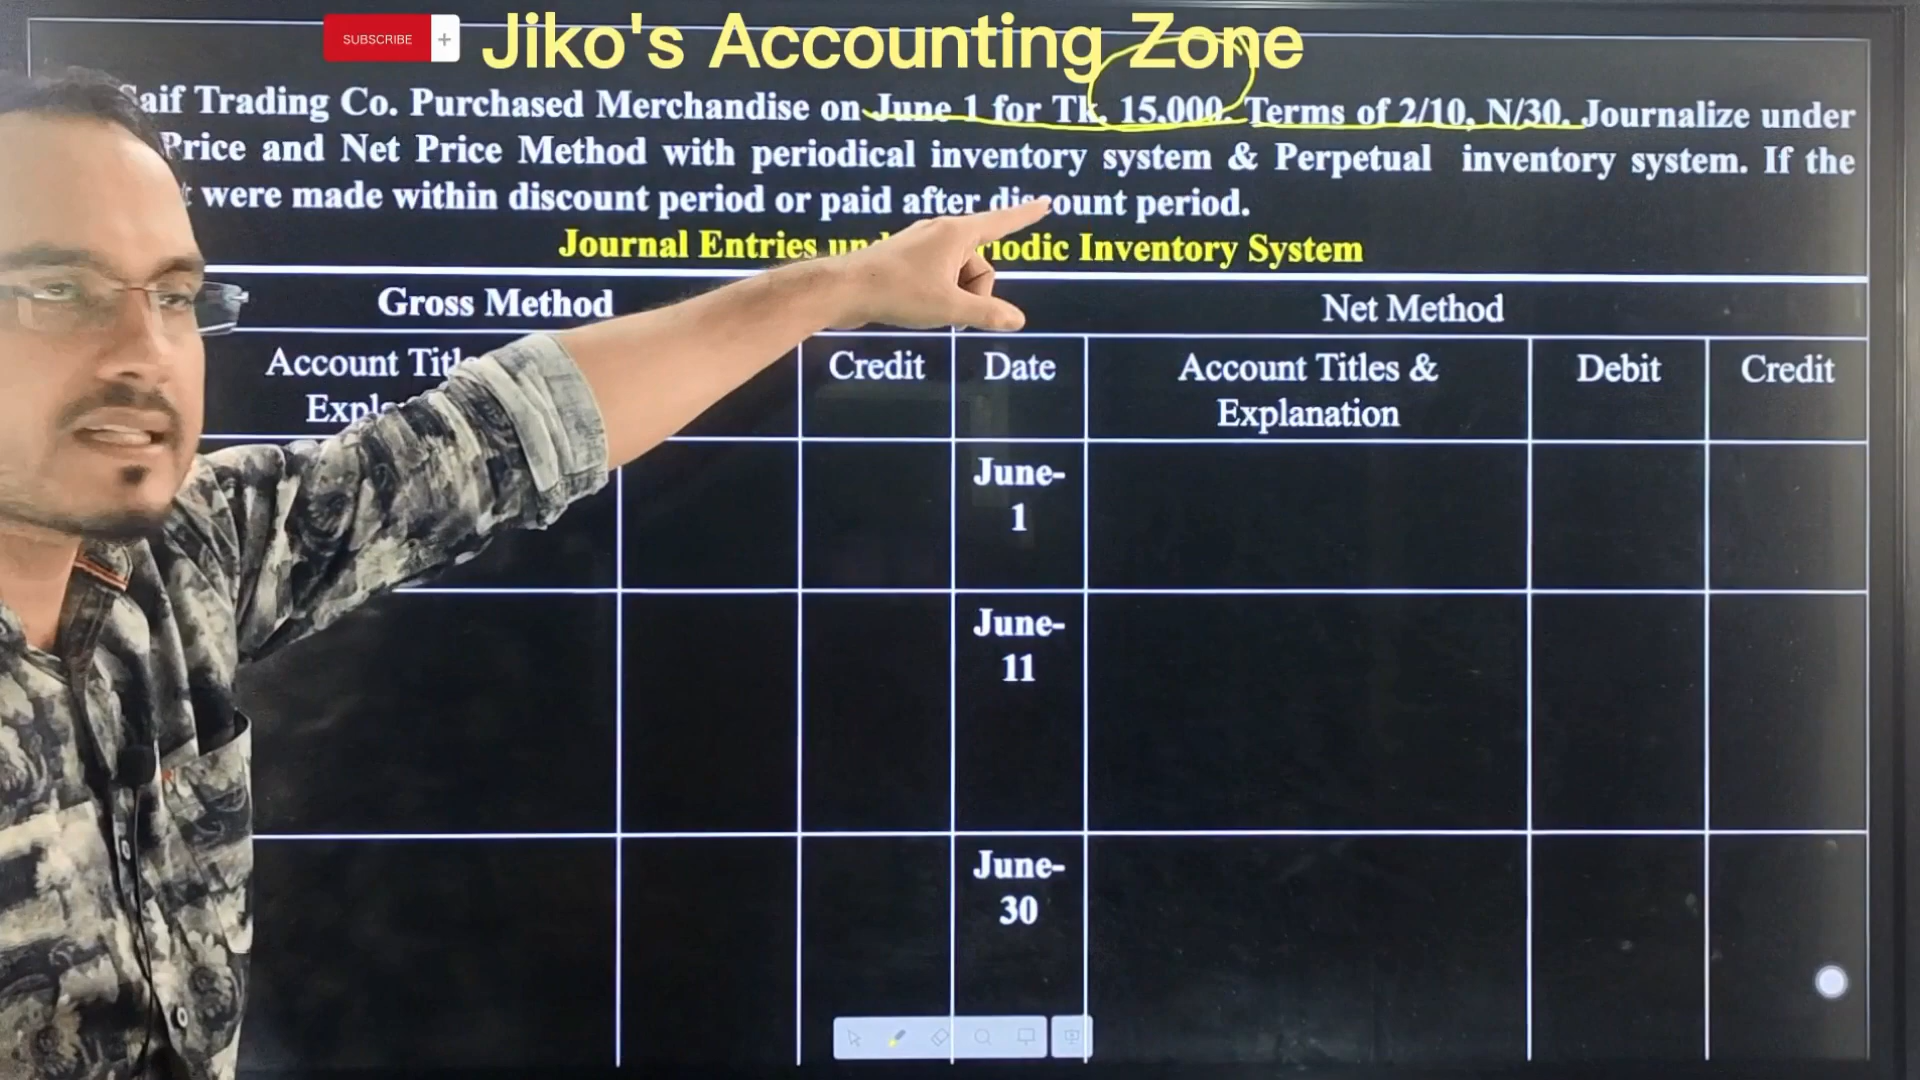 SUBSCRIBE +
Jiko's Accounting Zone
Saif Trading Co. Purchased Merchandise on June 1 for Tk. 15,000. Terms of 2/10, N/30. Journalize under
Price and Net Price Method with periodical inventory system & Perpetual inventory system. If the
were made within discount period or paid after discount period.
Journal Entries Periodic Inventory System
Gross Method
Net Method
Account Titl
Credit
Date
Account Titles &
Explanation
Debit
Credit
June-
1
June-
11
June-
30